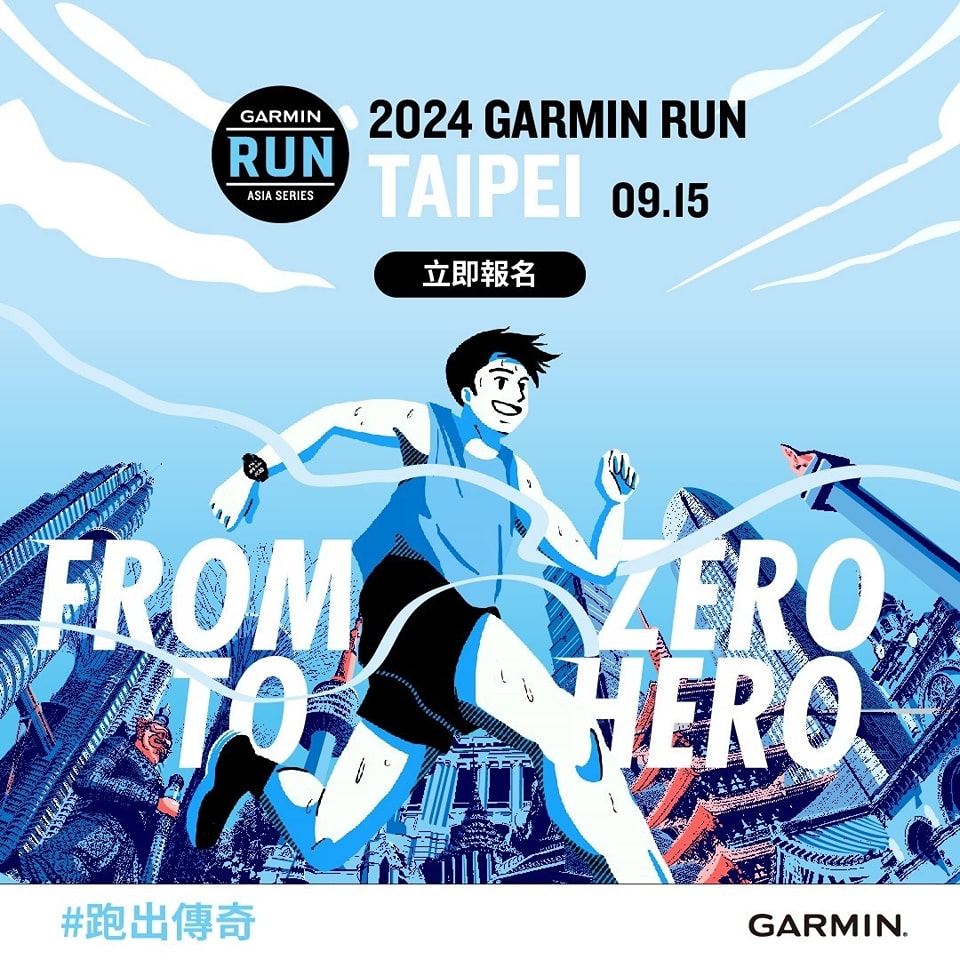 GARMIN
RUN
ASIA SERIES
2024 GARMIN RUN
TAIPEI 09.15
立即報名
FROM ZERO
TO HERO
#跑出傳奇
GARMIN.